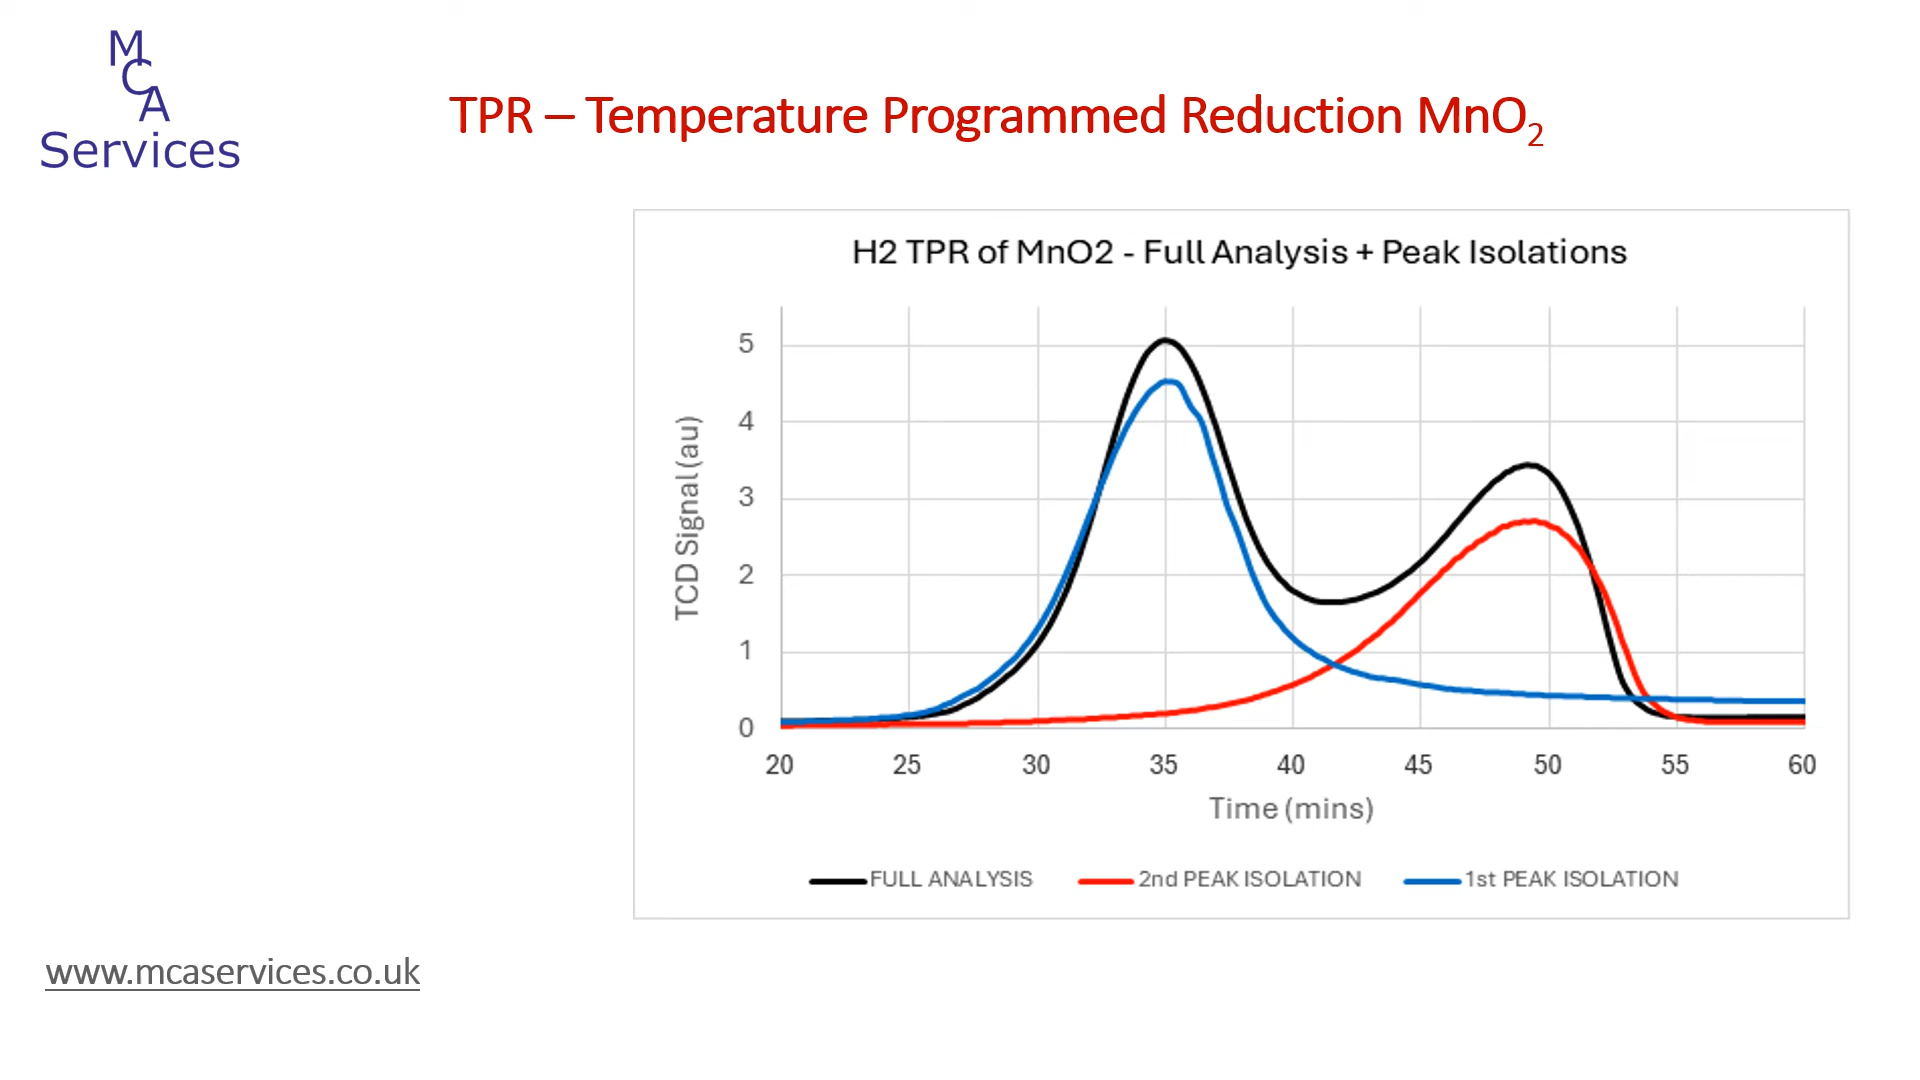 M
C
A
Services
TPR – Temperature Programmed Reduction MnO₂
H2 TPR of MnO2 - Full Analysis + Peak Isolations
TCD Signal (au)
5
4
3
2
1
0
20 25 30 35 40 45 50 55 60
Time (mins)
FULL ANALYSIS 2nd PEAK ISOLATION 1st PEAK ISOLATION
www.mcaservices.co.uk